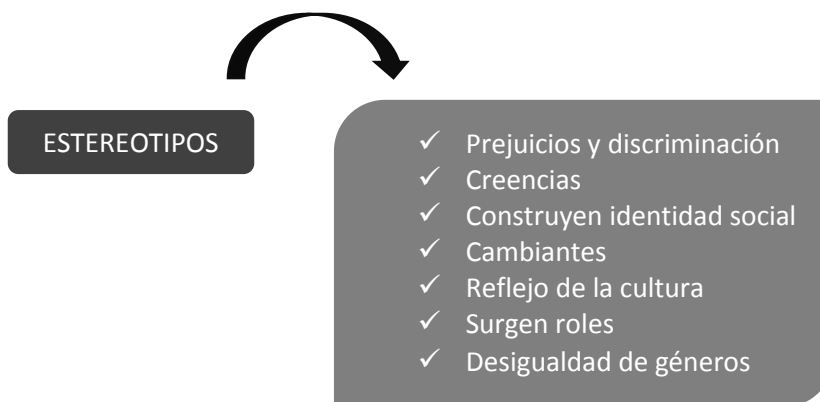 ESTEREOTIPOS
✓ Prejuicios y discriminación
✓ Creencias
✓ Construyen identidad social
✓ Cambiantes
✓ Reflejo de la cultura
✓ Surgen roles
✓ Desigualdad de géneros